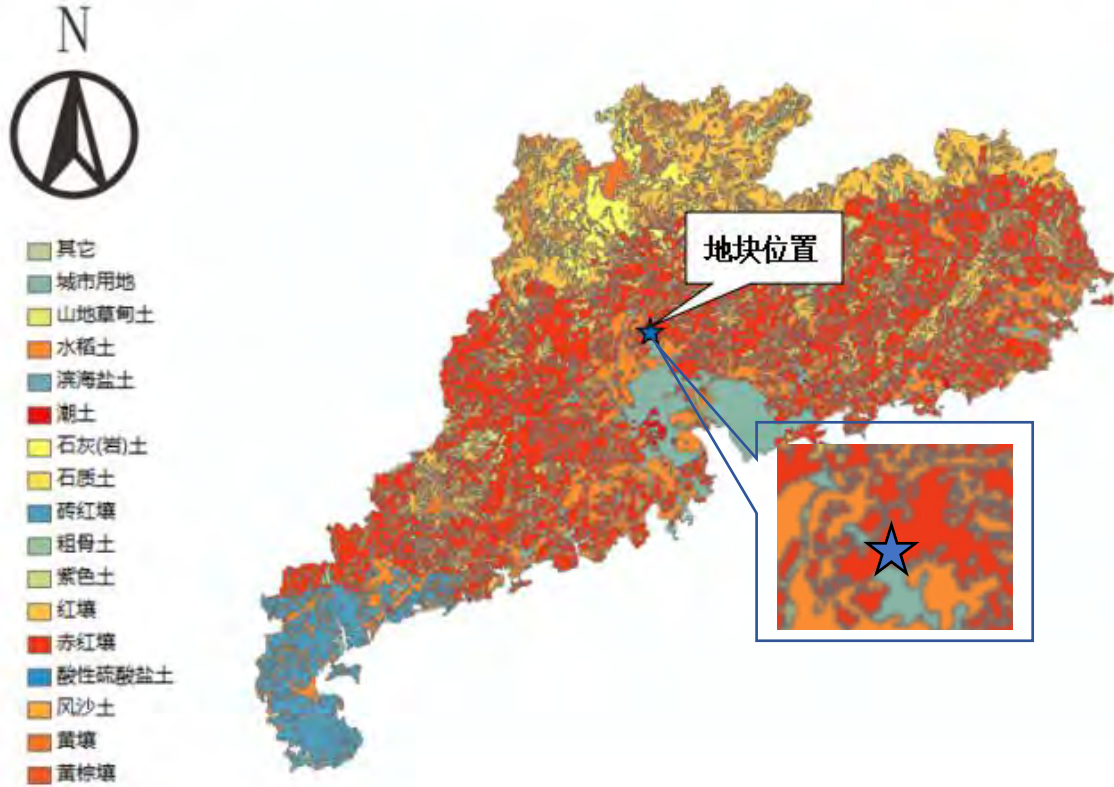 N
其它
城市用地
山地草甸土
水稻土
滨海盐土
潮土
石灰(岩)土
石质土
砖红壤
粗骨土
紫色土
红壤
赤红壤
酸性硫酸盐土
风沙土
黄壤
黄棕壤
地块位置